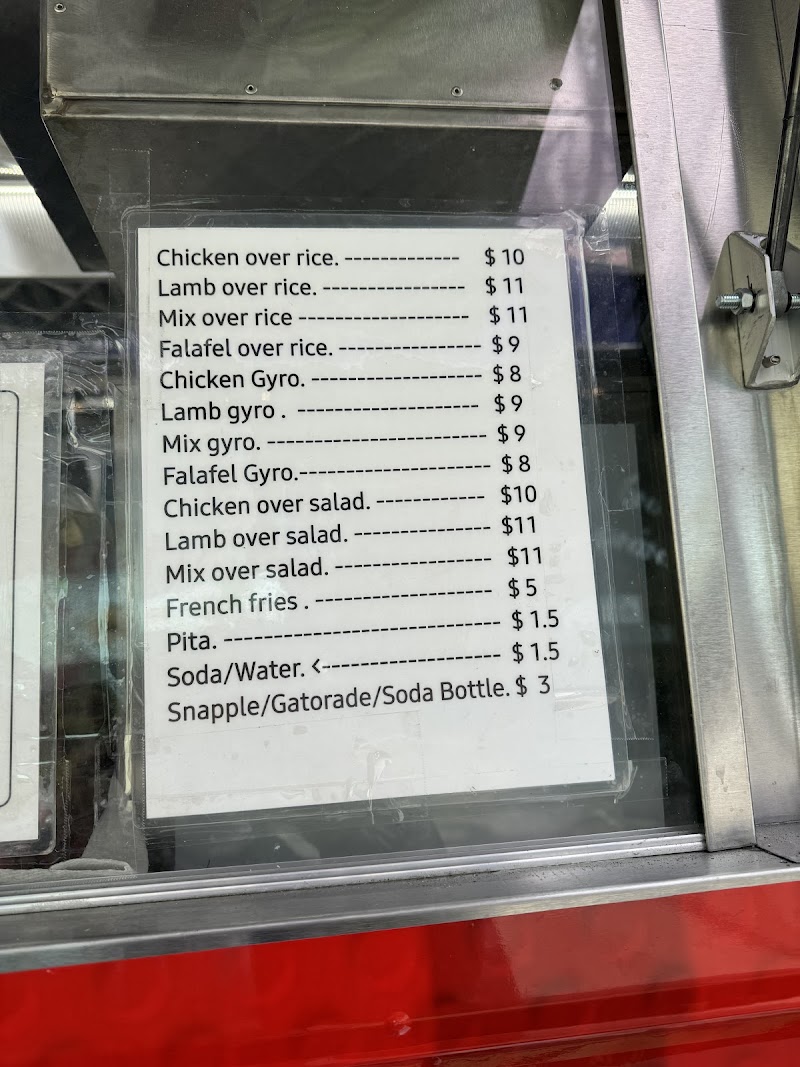 Chicken over rice. ------------- $ 10
Lamb over rice. ---------------- $ 11
Mix over rice ------------------- $ 11
Falafel over rice. ---------------- $ 9
Chicken Gyro. ------------------- $ 8
Lamb gyro . -------------------- $ 9
Mix gyro. ------------------------- $ 9
Falafel Gyro.---------------------- $ 8
Chicken over salad. ------------ $10
Lamb over salad. --------------- $11
Mix over salad. ------------------ $11
French fries . -------------------- $ 5
Pita. ------------------------------- $ 1.5
Soda/Water. <-------------------- $ 1.5
Snapple/Gatorade/Soda Bottle. $ 3